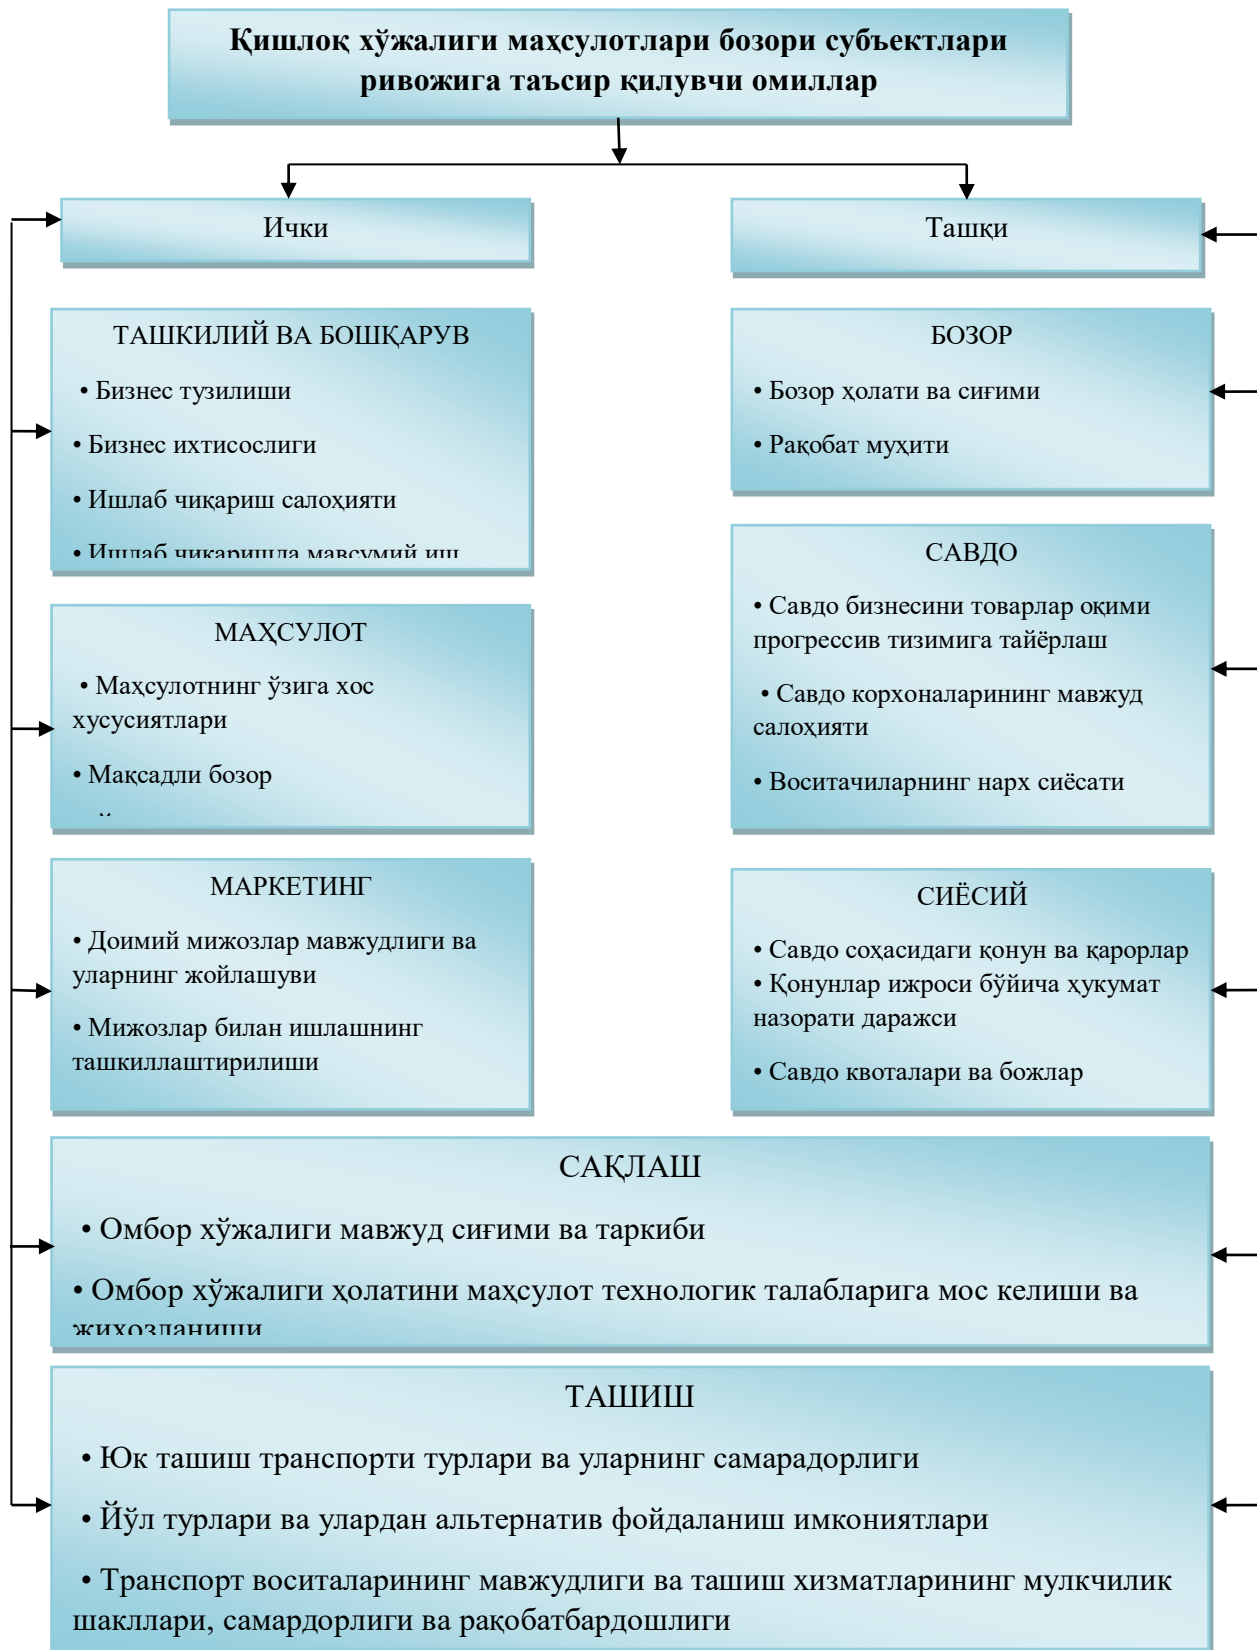 Қишлоқ хўжалиги маҳсулотлари бозори субъектлари
ривожига таъсир қилувчи омиллар
Ички
Ташқи
ТАШКИЛИЙ ВА БОШҚАРУВ
• Бизнес тузилиши
• Бизнес ихтисослиги
• Ишлаб чиқариш салоҳияти
• Ишлаб чиқаришда мавсумий иш
МАҲСУЛОТ
• Маҳсулотнинг ўзига хос
хусусиятлари
• Мақсадли бозор
МАРКЕТИНГ
• Доимий мижозлар мавжудлиги ва
уларнинг жойлашуви
• Мижозлар билан ишлашнинг
ташкиллаштирилиши
БОЗОР
• Бозор ҳолати ва сиғими
• Рақобат муҳити
САВДО
• Савдо бизнесини товарлар оқими
прогрессив тизимига тайёрлаш
• Савдо корхоналарининг мавжуд
салоҳияти
• Воситачиларнинг нарх сиёсати
СИЁСИЙ
• Савдо соҳасидаги қонун ва қарорлар
• Қонунлар ижроси бўйича ҳукумат
назорати даражси
• Савдо квоталари ва божлар
САҚЛАШ
• Омбор хўжалиги мавжуд сиғими ва таркиби
• Омбор хўжалиги ҳолатини маҳсулот технологик талабларига мос келиши ва
жиҳозланиши
ТАШИШ
• Юк ташиш транспорти турлари ва уларнинг самарадорлиги
• Йўл турлари ва улардан альтернатив фойдаланиш имкониятлари
• Транспорт воситаларининг мавжудлиги ва ташиш хизматларининг мулкчилик
шакллари, самардорлиги ва рақобатбардошлиги